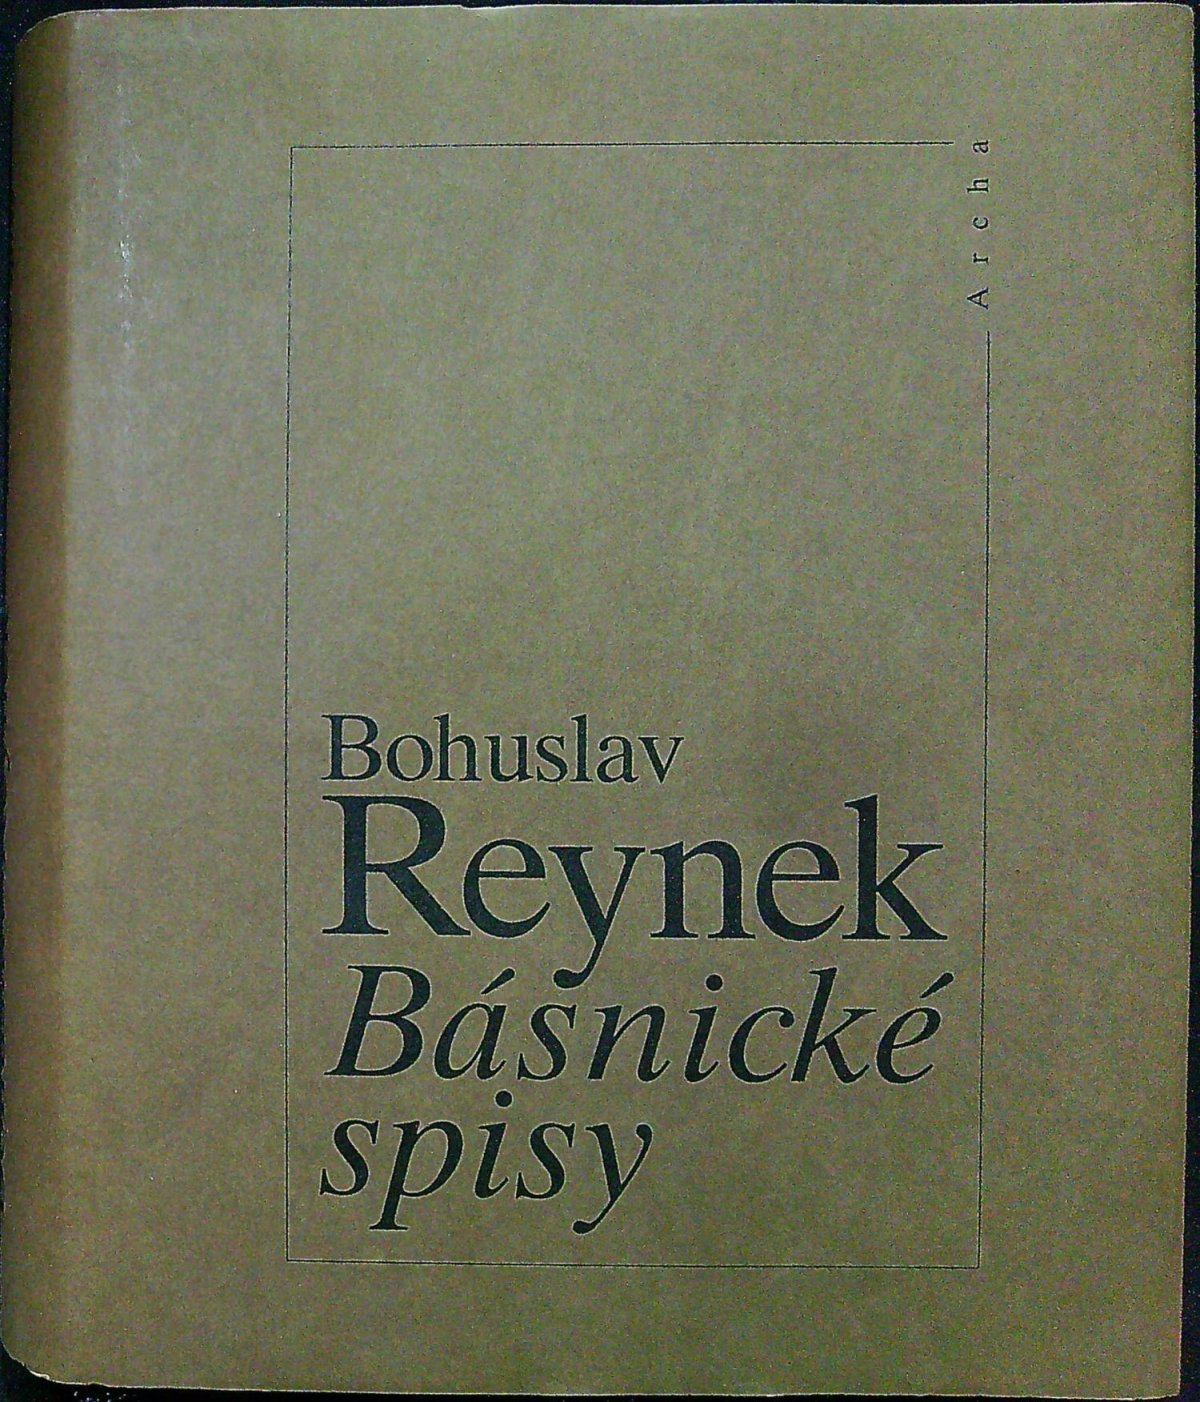 Archa
Bohuslav
Reynek
Básnické
spisy